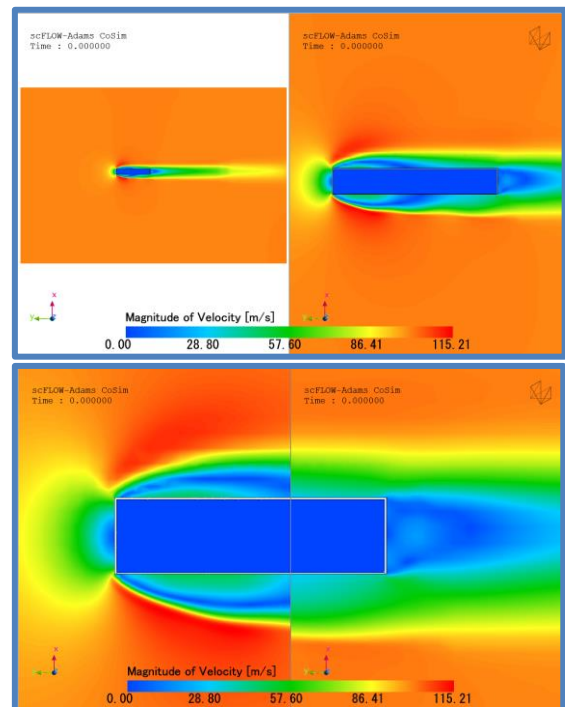 scFLOW-Adams CoSim
Time : 0.000000
scFLOW-Adams CoSim
Time : 0.000000
x
y
x
y
Magnitude of Velocity [m/s]
0.00 28.80 57.60 86.41 115.21
scFLOW-Adams CoSim
Time : 0.000000
scFLOW-Adams CoSim
Time : 0.000000
x
x
Magnitude of Velocity [m/s]
0.00 28.80 57.60 86.41 115.21